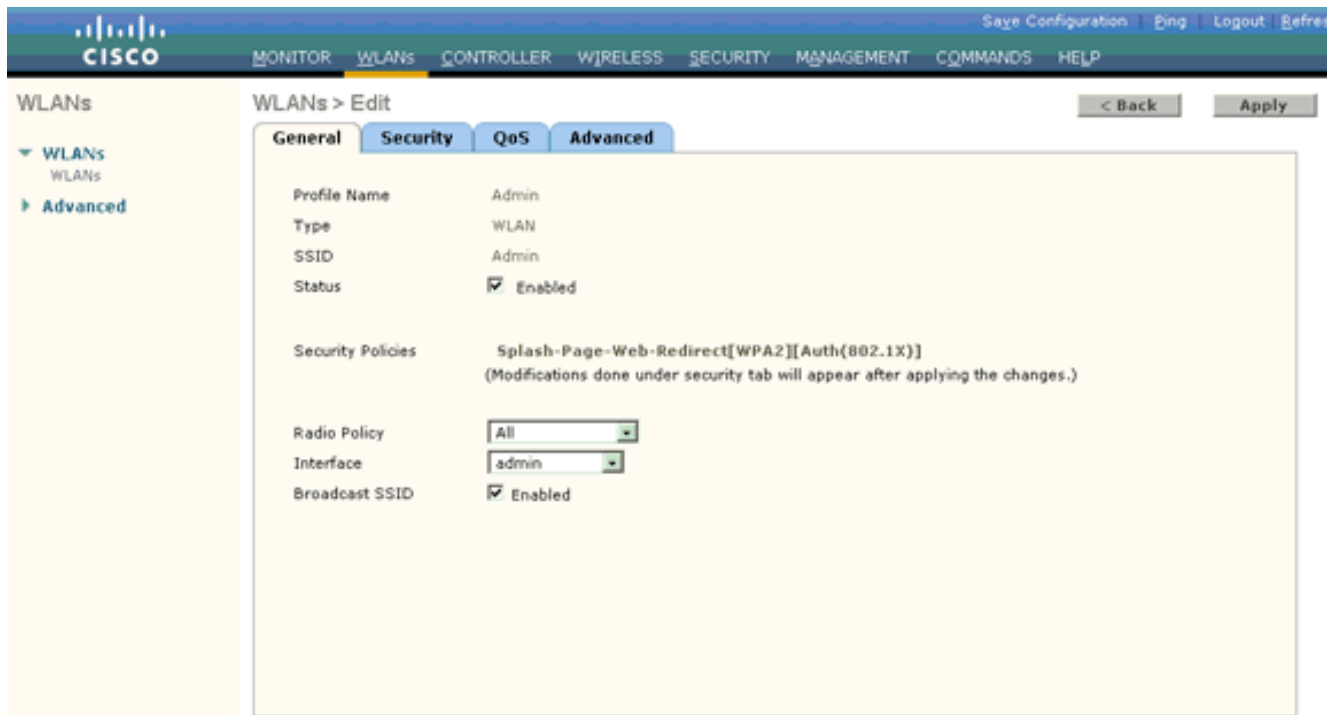 Save Configuration | Ping | Logout | Refres
CISCO
MONITOR WLANs CONTROLLER WIRELESS SECURITY MANAGEMENT COMMANDS HELP
WLANs
WLANs > Edit
< Back
Apply
General Security QoS Advanced
WLANs
WLANs
Advanced
Profile Name Admin
Type WLAN
SSID Admin
Status Enabled
Security Policies Splash-Page-Web-Redirect[WPA2][Auth(802.1X)]
(Modifications done under security tab will appear after applying the changes.)
Radio Policy All
Interface admin
Broadcast SSID Enabled